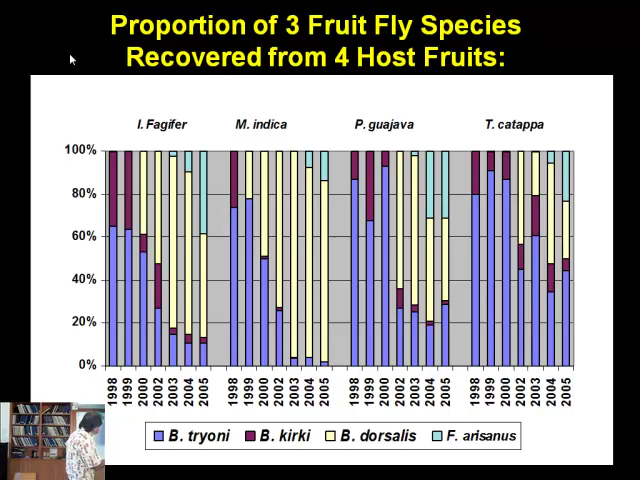 Proportion of 3 Fruit Fly Species
Recovered from 4 Host Fruits:
I. Fagifer M. indica P. guajava T. catappa
100%
80%
60%
40%
20%
0%
1998 1999 2000 2002 2003 2004 2005 1998 1999 2000 2002 2003 2004 2005 1998 1999 2000 2002 2003 2004 2005 1998 1999 2000 2002 2003 2004 2005
B. tryoni B. kirki B. dorsalis F. arisanus